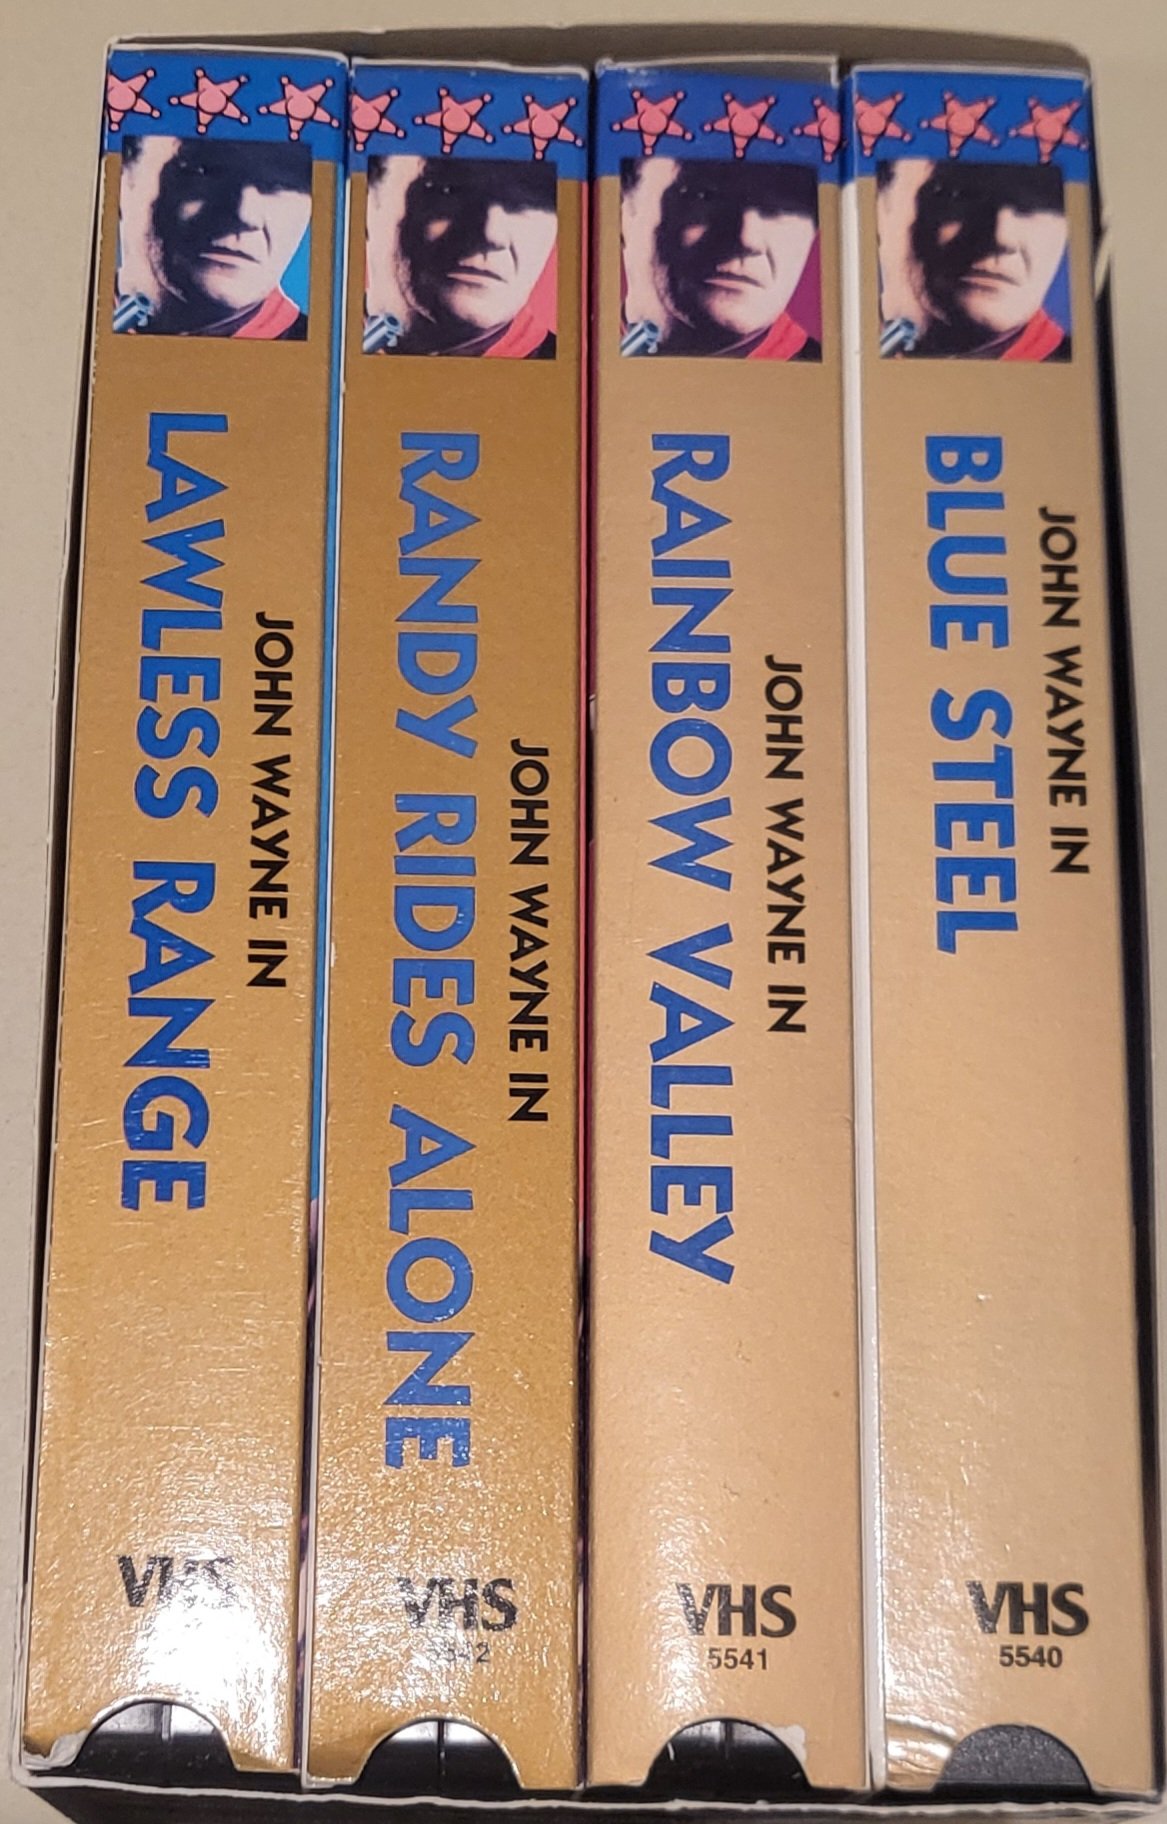 JOHN WAYNE IN
LAWLESS RANGE
VHS
JOHN WAYNE IN
RANDY RIDES ALONE
VHS
JOHN WAYNE IN
RAINBOW VALLEY
VHS
5541
JOHN WAYNE IN
BLUE STEEL
VHS
5540